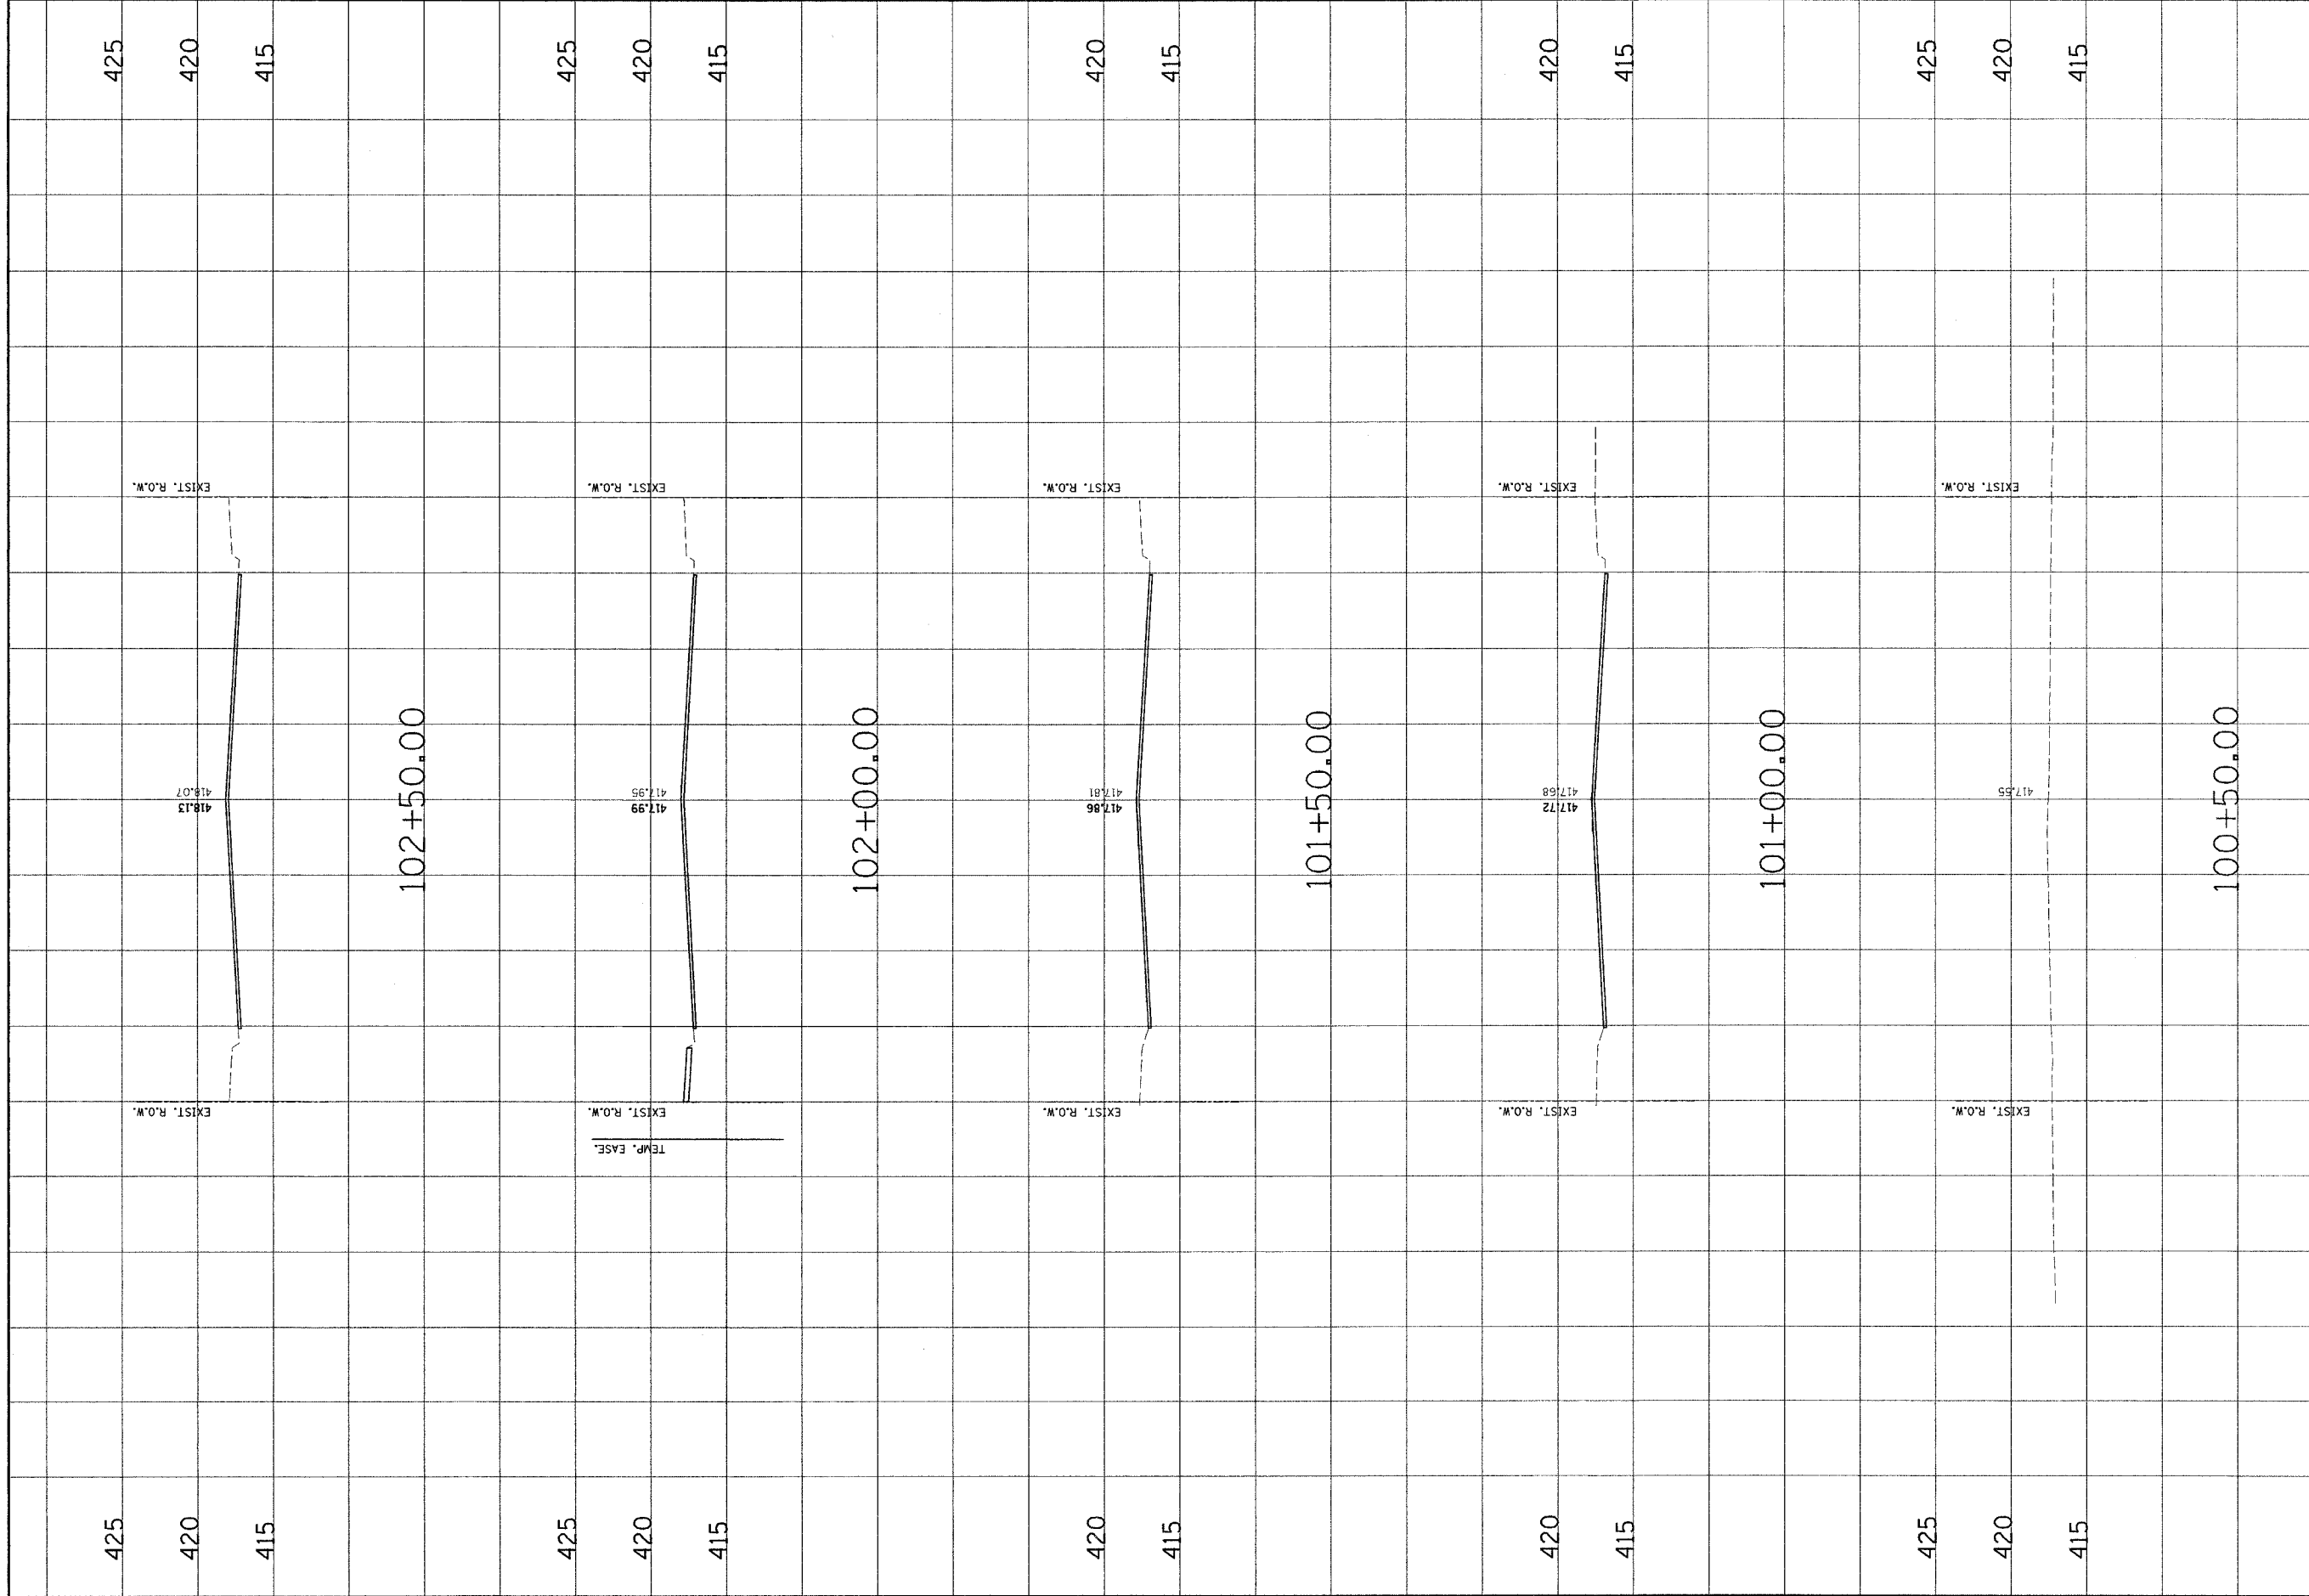 425 420 415
EXIST. R.O.W.
EXIST. R.O.W.
418.07
418.13
102+50.00
425 420 415
425 420 415
EXIST. R.O.W.
EXIST. R.O.W.
TEMP. EASE.
417.95
417.99
102+00.00
425 420 415
420 415
EXIST. R.O.W.
EXIST. R.O.W.
417.81
417.86
101+50.00
420 415
420 415
EXIST. R.O.W.
EXIST. R.O.W.
417.68
417.72
101+00.00
420 415
425 420 415
EXIST. R.O.W.
EXIST. R.O.W.
417.55
100+50.00
425 420 415